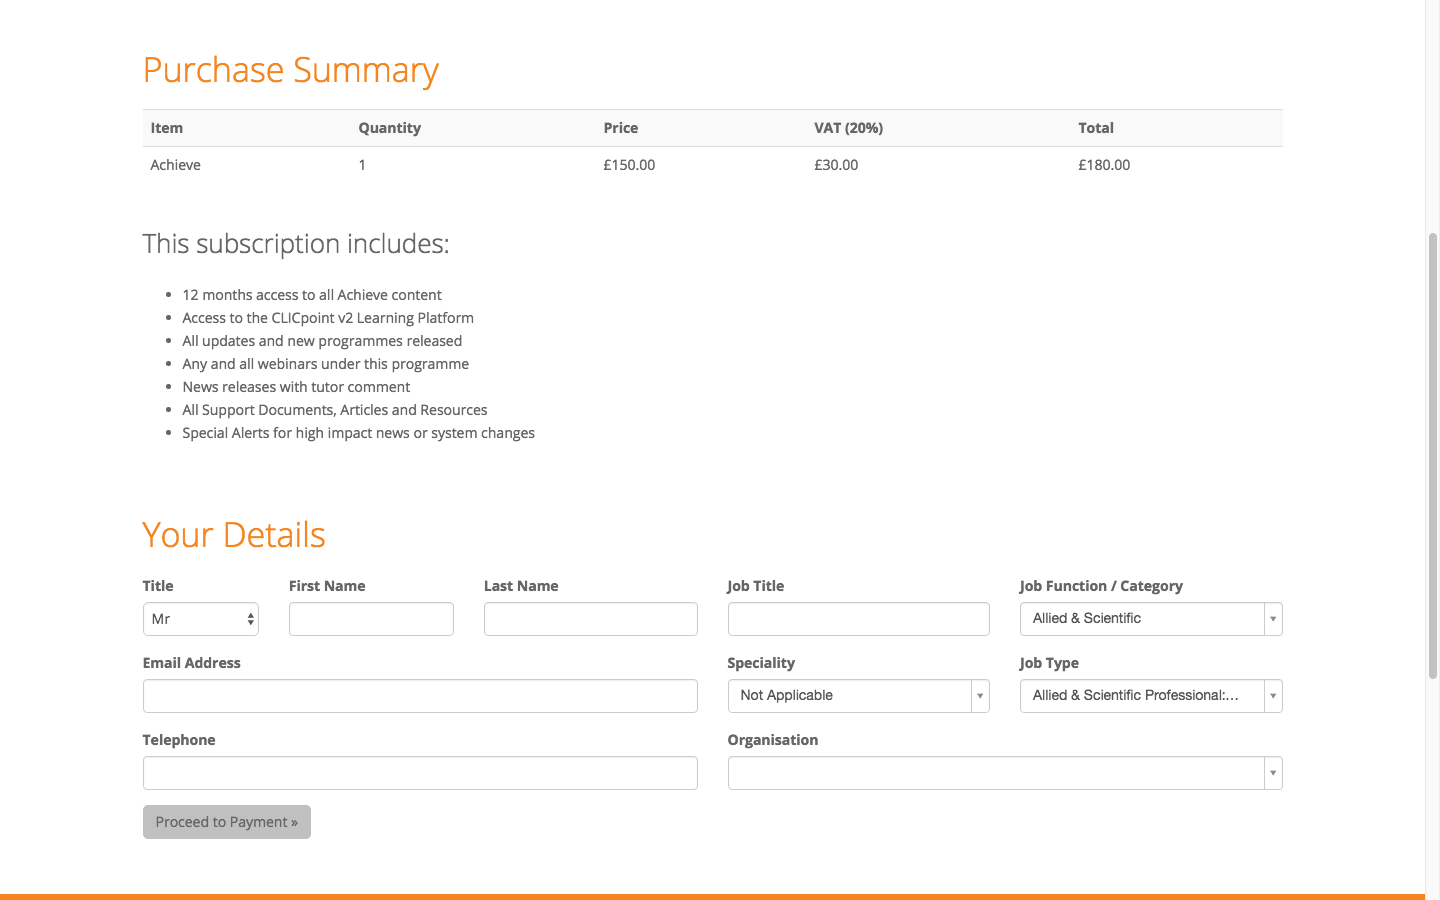 Purchase Summary
Item Quantity Price VAT (20%) Total
Achieve 1 £150.00 £30.00 £180.00
This subscription includes:
12 months access to all Achieve content
Access to the CLICpoint v2 Learning Platform
All updates and new programmes released
Any and all webinars under this programme
News releases with tutor comment
All Support Documents, Articles and Resources
Special Alerts for high impact news or system changes
Your Details
Title First Name Last Name Job Title Job Function / Category
Mr Allied & Scientific
Email Address Speciality Job Type
Not Applicable Allied & Scientific Professional:...
Telephone Organisation
Proceed to Payment »